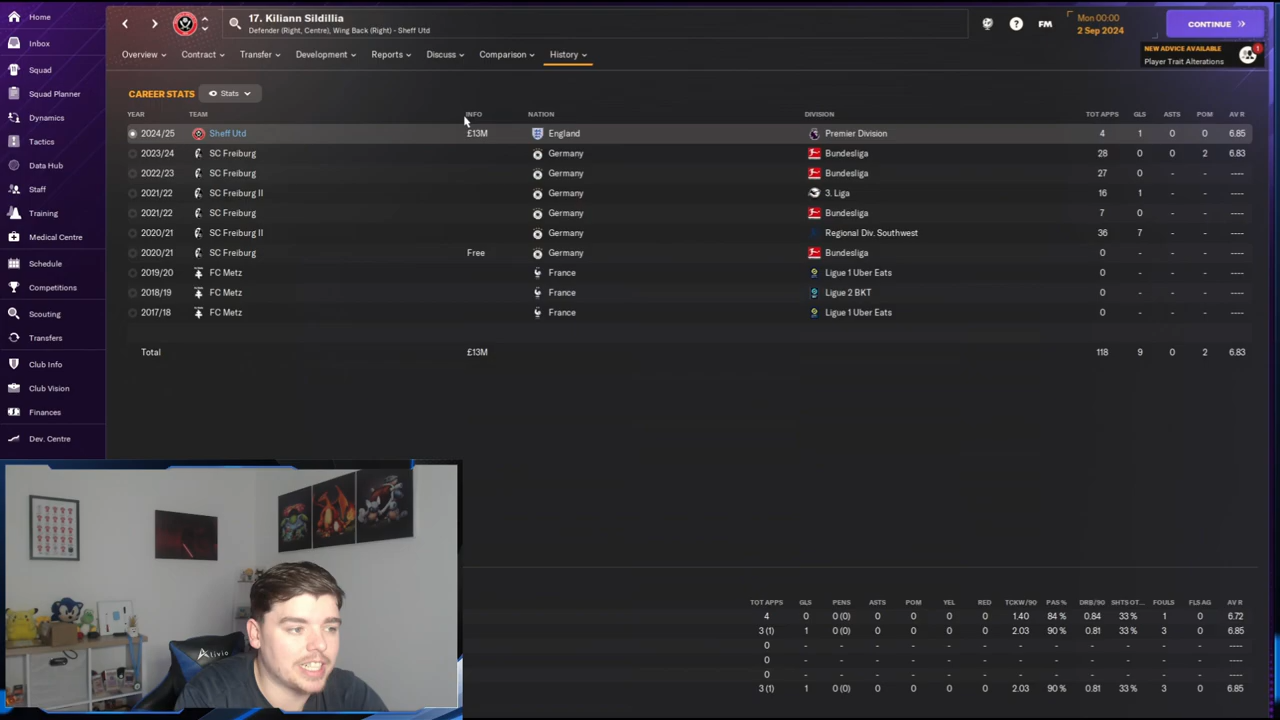 Home
Inbox
Squad
Squad Planner
Dynamics
Tactics
Data Hub
Staff
Training
Medical Centre
Schedule
Competitions
Scouting
Transfers
Club Info
Club Vision
Finances
Dev. Centre
17. Kiliann Sildillia
Defender (Right, Centre), Wing Back (Right) - Sheff Utd
FM
Mon 00:00
2 Sep 2024
CONTINUE
Overview Contract Transfer Development Reports Discuss Comparison History
NEW ADVICE AVAILABLE
Player Trait Alterations
1
CAREER STATS Stats
YEAR TEAM INFO NATION DIVISION TOT APPS GLS ASTS POM AV R
2024/25 Sheff Utd £13M England Premier Division 4 1 0 0 6.85
2023/24 SC Freiburg Germany Bundesliga 28 0 0 2 6.83
2022/23 SC Freiburg Germany Bundesliga 27 0 - - ----
2021/22 SC Freiburg II Germany 3. Liga 16 1 - - ----
2021/22 SC Freiburg Germany Bundesliga 7 0 - - ----
2020/21 SC Freiburg II Germany Regional Div. Southwest 36 7 - - ----
2020/21 SC Freiburg Free Germany Bundesliga 0 - - - ----
2019/20 FC Metz France Ligue 1 Uber Eats 0 - - - ----
2018/19 FC Metz France Ligue 2 BKT 0 - - - ----
2017/18 FC Metz France Ligue 1 Uber Eats 0 - - - ----
Total £13M 118 9 0 2 6.83
TOT APPS GLS PENS ASTS POM YEL RED TCKW/90 PAS % DRB/90 SHTS OT... FOULS FLS AG AV R
4 0 0 (0) 0 0 0 0 1.40 84 % 0.84 33 % 1 0 6.72
3 (1) 1 0 (0) 0 0 0 0 2.03 90 % 0.81 33 % 3 0 6.85
0 - - - - - - - - - - - - ----
0 - - - - - - - - - - - - ----
0 - - - - - - - - - - - - ----
3 (1) 1 0 (0) 0 0 0 0 2.03 90 % 0.81 33 % 3 0 6.85
Alivio